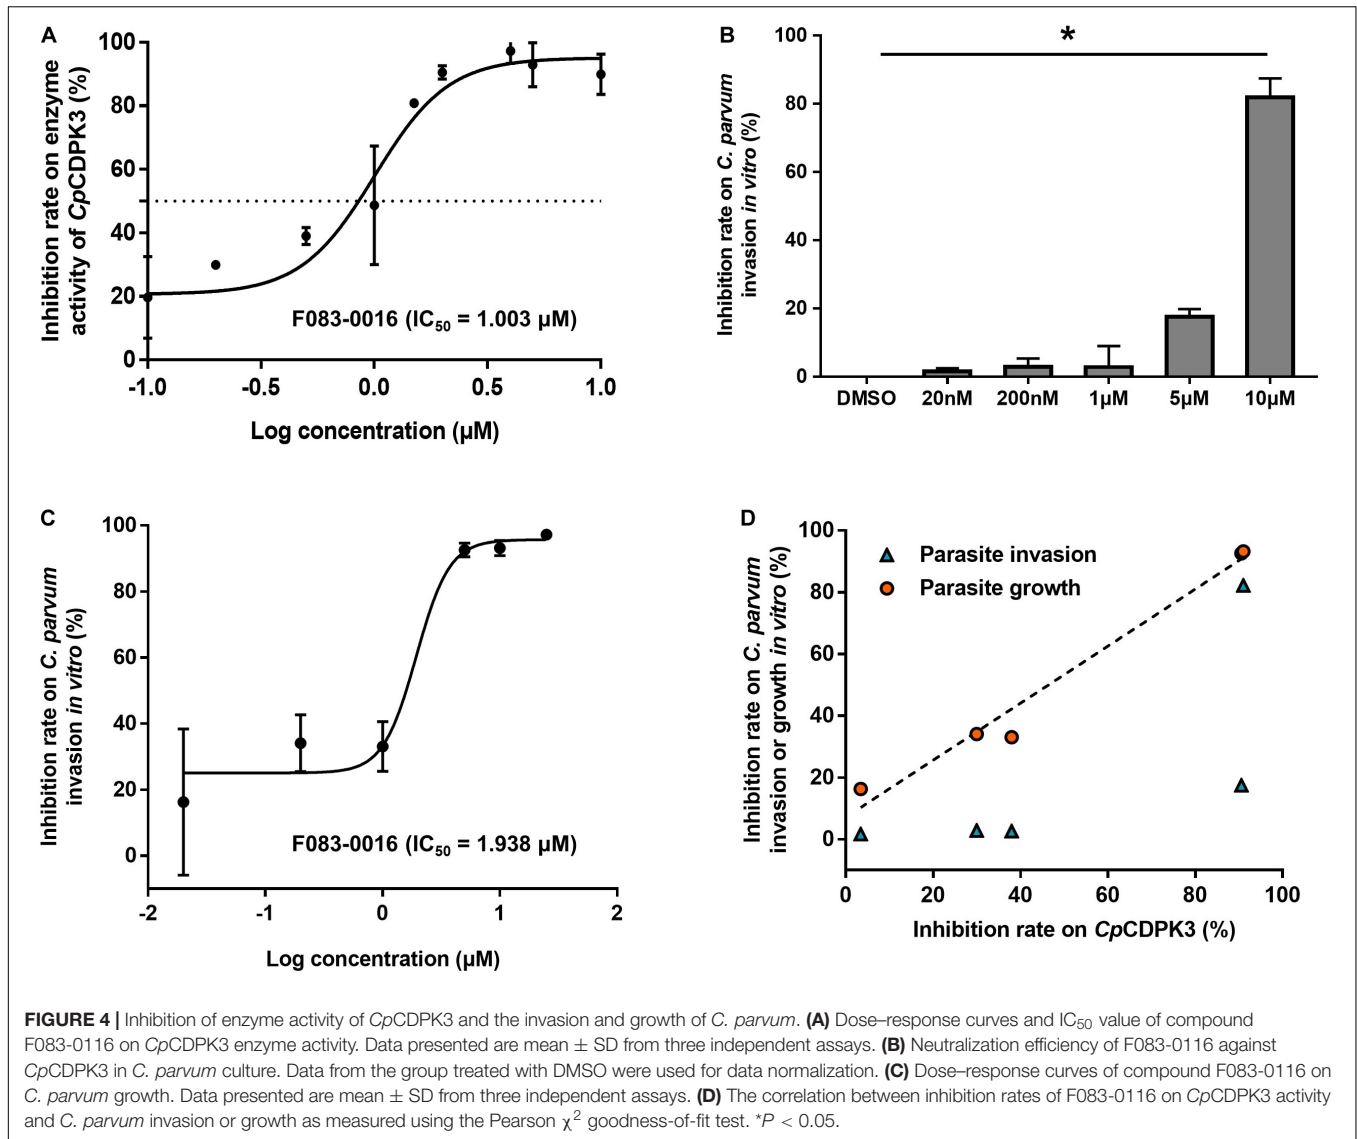 A
100
80
60
40
20
0
Inhibition rate on enzyme
activity of CpCDPK3 (%)
F083-0016 (IC₅₀ = 1.003 µM)
-1.0 -0.5 0.0 0.5 1.0
Log concentration (µM)
B
100
80
60
40
20
0
Inhibition rate on C. parvum
invasion in vitro (%)
*
DMSO 20nM 200nM 1µM 5µM 10µM
C
100
80
60
40
20
0
Inhibition rate on C. parvum
invasion in vitro (%)
F083-0016 (IC₅₀ = 1.938 µM)
-2 -1 0 1 2
Log concentration (µM)
D
100
80
60
40
20
0
Inhibition rate on C. parvum
invasion or growth in vitro (%)
Parasite invasion
Parasite growth
0 20 40 60 80 100
Inhibition rate on CpCDPK3 (%)
FIGURE 4 | Inhibition of enzyme activity of CpCDPK3 and the invasion and growth of C. parvum. (A) Dose–response curves and IC₅₀ value of compound
F083-0116 on CpCDPK3 enzyme activity. Data presented are mean ± SD from three independent assays. (B) Neutralization efficiency of F083-0116 against
CpCDPK3 in C. parvum culture. Data from the group treated with DMSO were used for data normalization. (C) Dose–response curves of compound F083-0116 on
C. parvum growth. Data presented are mean ± SD from three independent assays. (D) The correlation between inhibition rates of F083-0116 on CpCDPK3 activity
and C. parvum invasion or growth as measured using the Pearson χ² goodness-of-fit test. *P < 0.05.